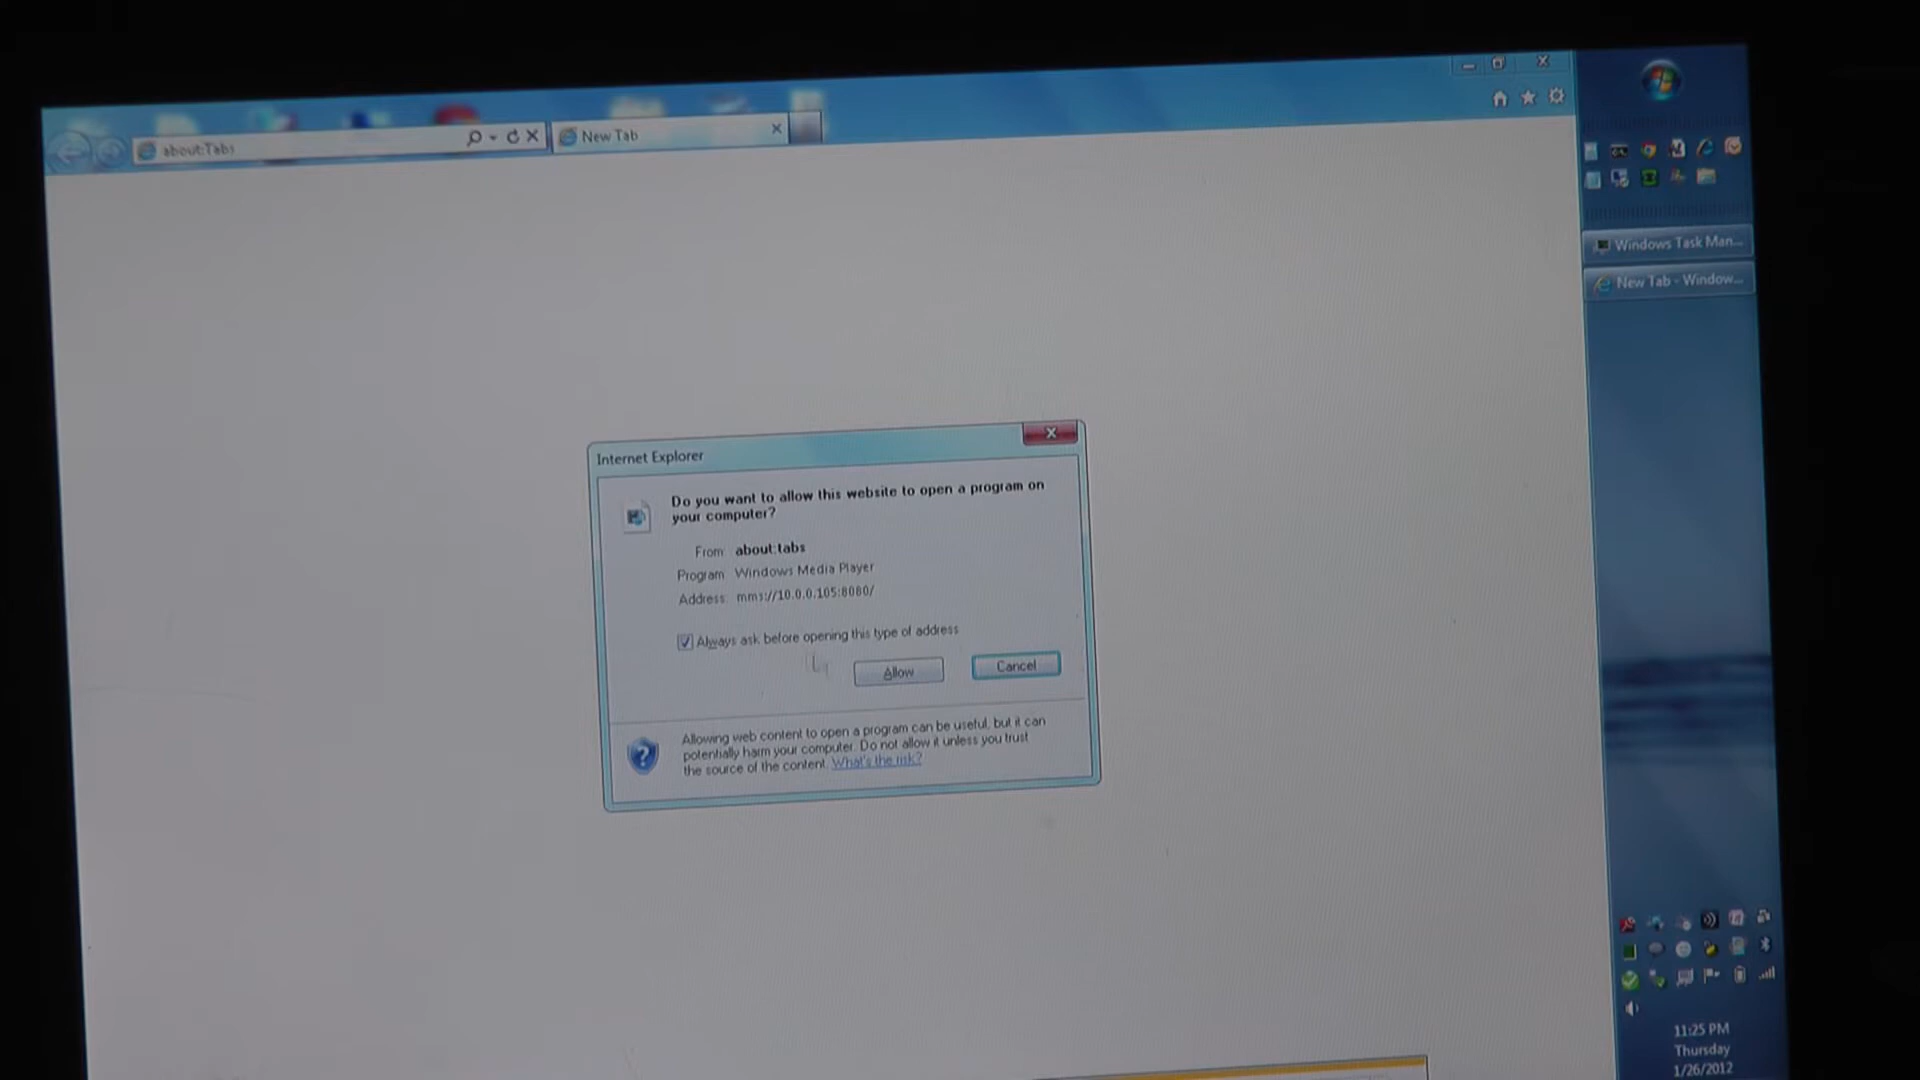 about:Tabs
New Tab
Windows Task Man...
New Tab - Window...
Internet Explorer
Do you want to allow this website to open a program on
your computer?
From: about:tabs
Program: Windows Media Player
Address: mms://10.0.0.105:8080/
Always ask before opening this type of address
Allow
Cancel
Allowing web content to open a program can be useful, but it can
potentially harm your computer. Do not allow it unless you trust
the source of the content. What's the risk?
11:25 PM
Thursday
1/26/2012